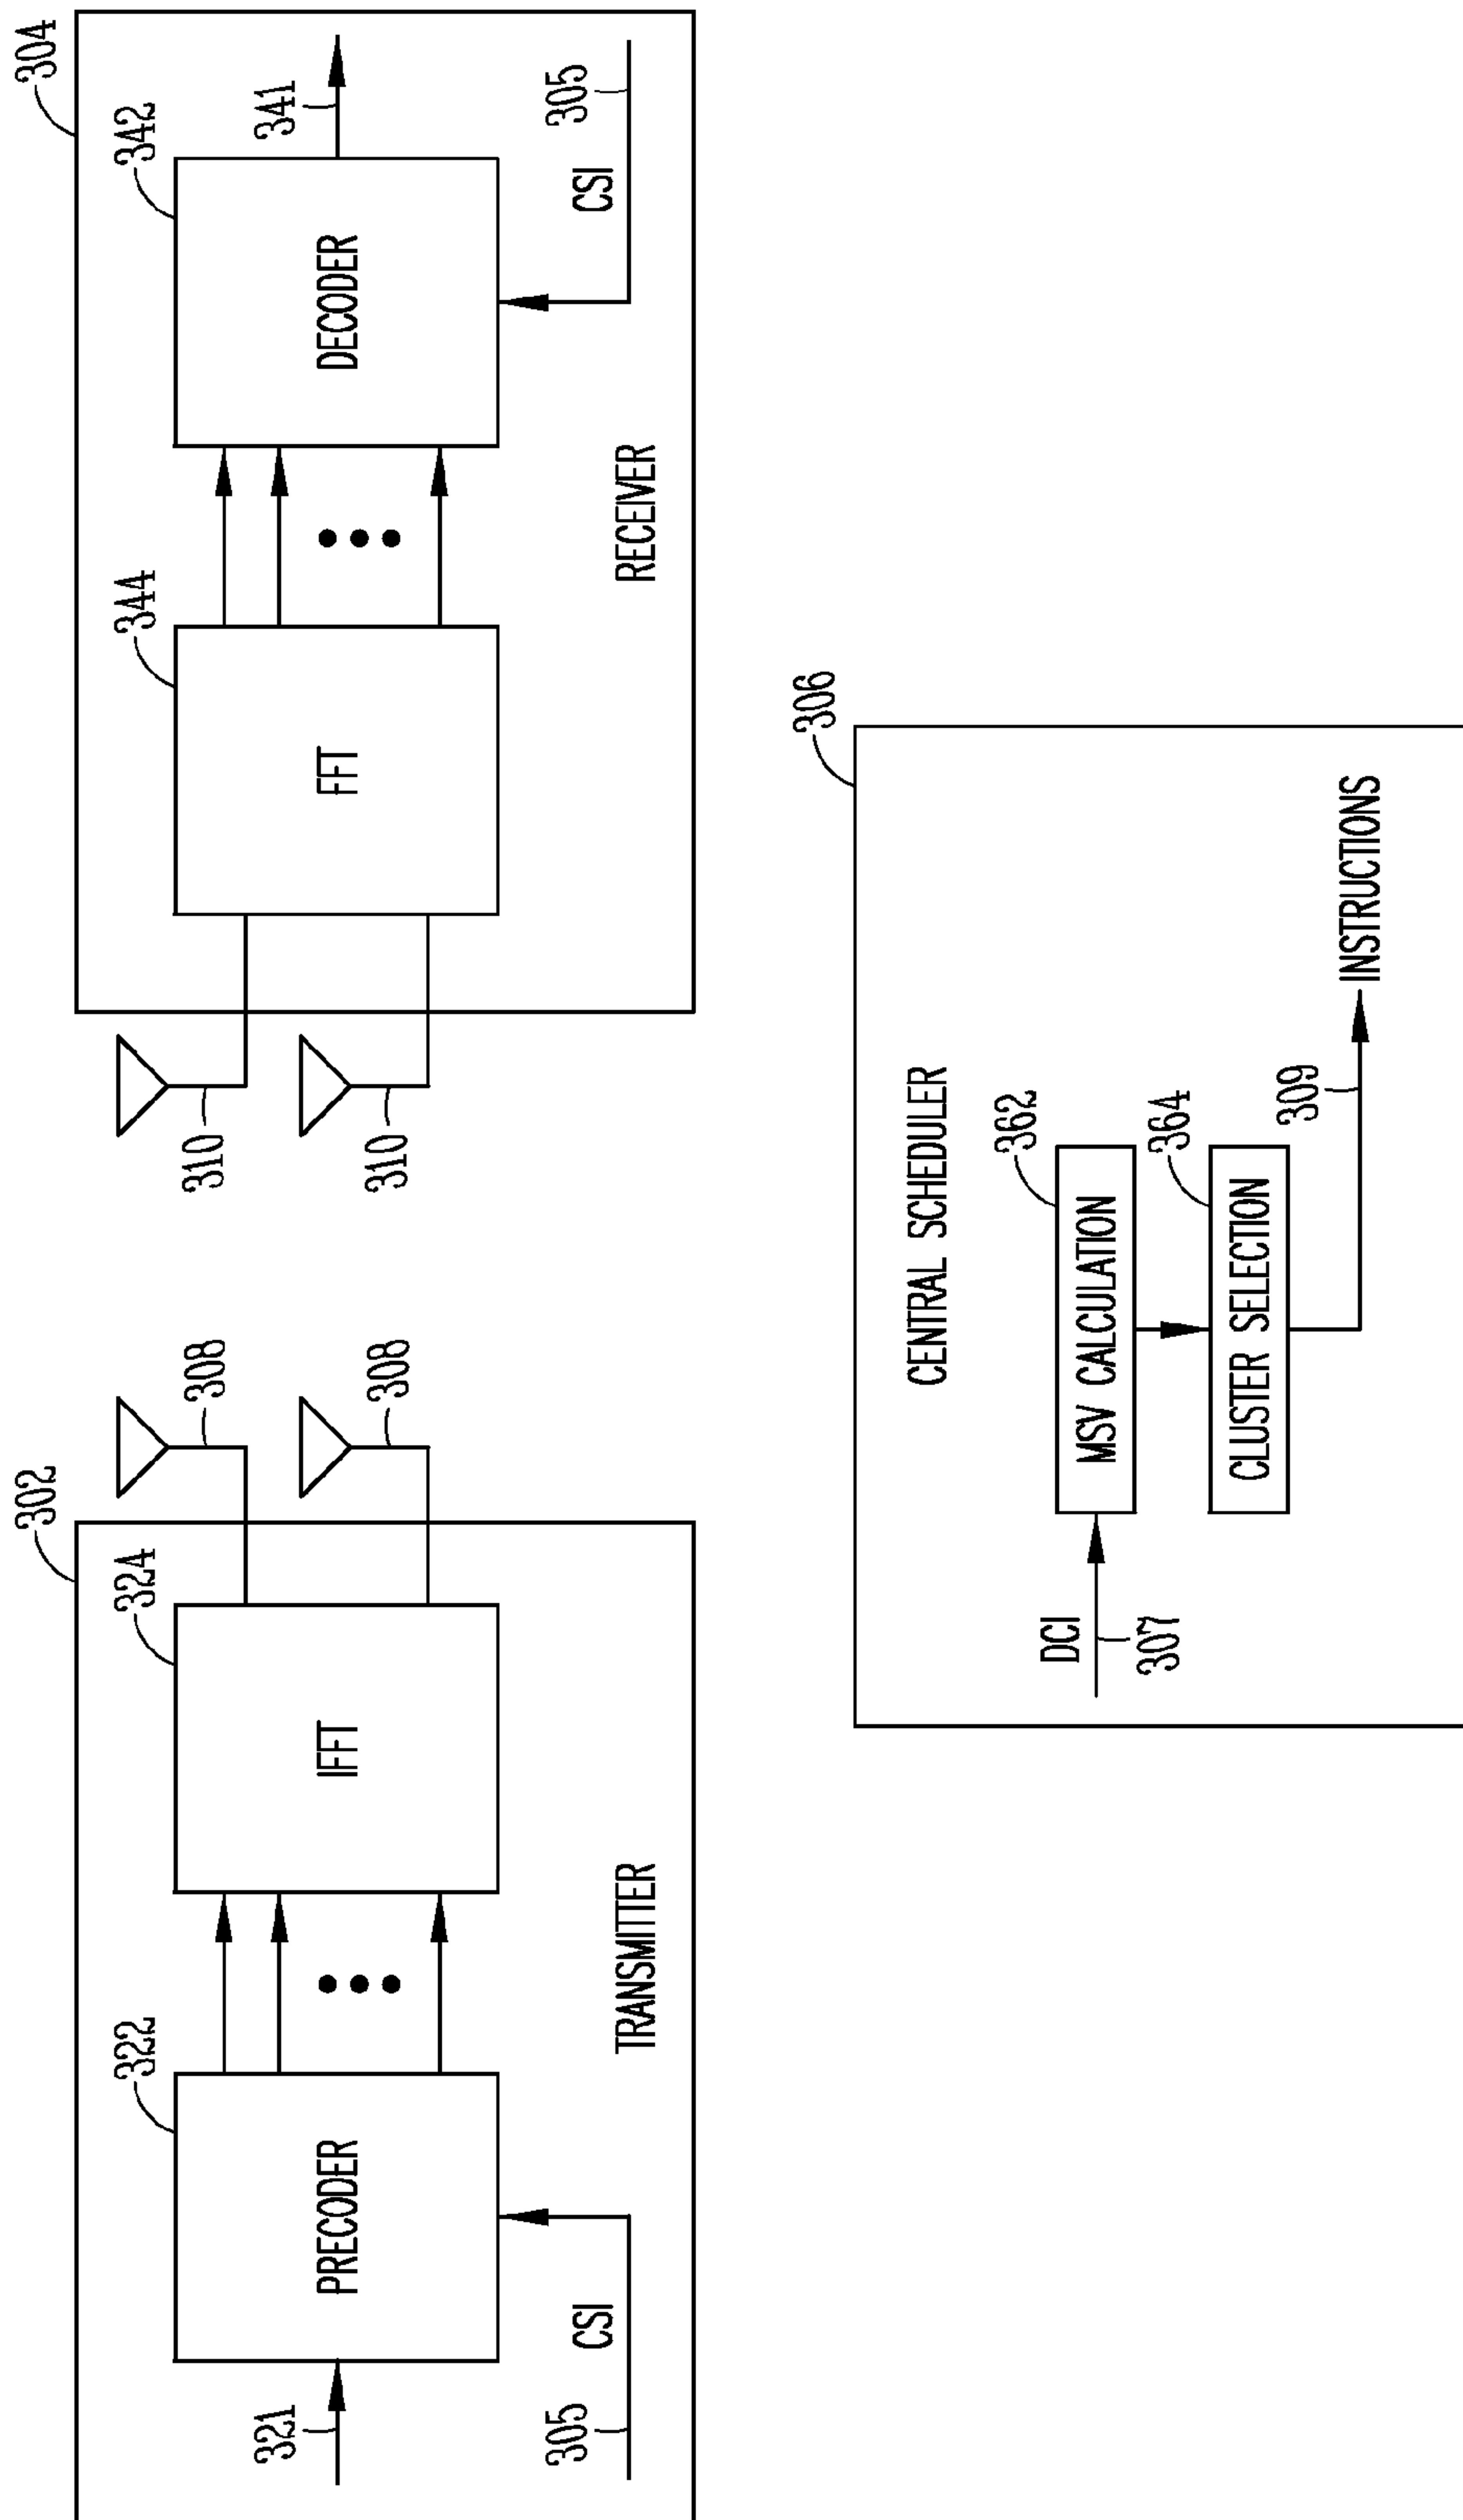 302
322
324
321
PRECODER
IFFT
308
308
305
CSI
TRANSMITTER
304
344
342
310
310
FFT
DECODER
341
CSI
305
RECEIVER
306
CENTRAL SCHEDULER
DCI
307
362
MSV CALCULATION
364
CLUSTER SELECTION
309
INSTRUCTIONS